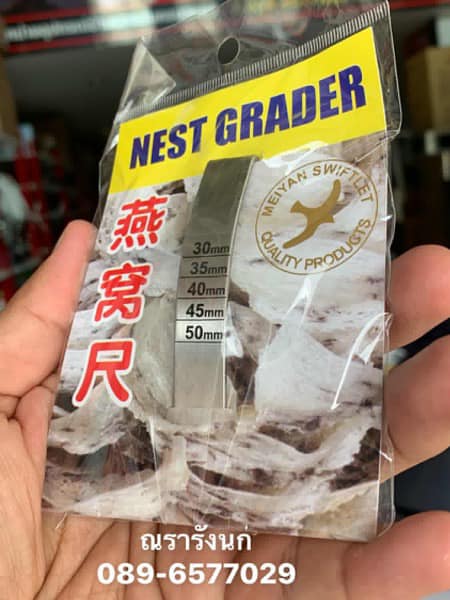 NEST GRADER
MEIYAN SWIFTLET
QUALITY PRODUCTS
燕窩尺
30mm
35mm
40mm
45mm
50mm
ณรารังนก
089-6577029